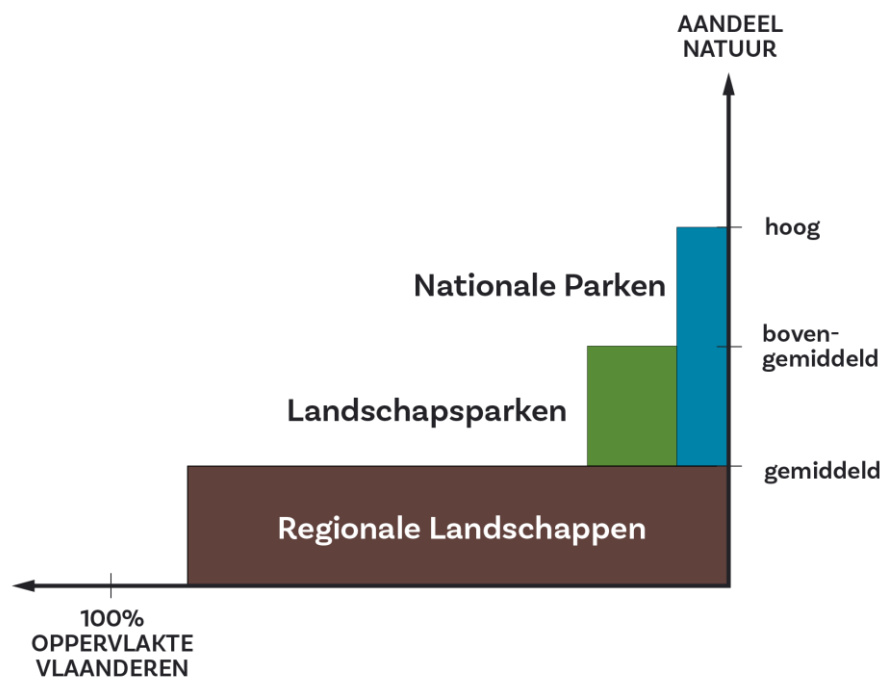 AANDEEL
NATUUR
hoog
Nationale Parken
boven-
gemiddeld
Landschapsparken
gemiddeld
Regionale Landschappen
100%
OPPERVLAKTE
VLAANDEREN